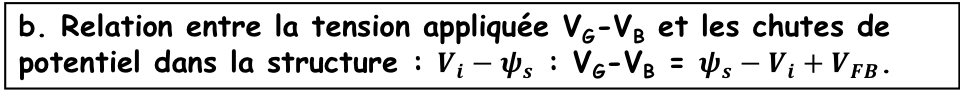 b. Relation entre la tension appliquée V_G-V_B et les chutes de
potentiel dans la structure : V_i − ψ_s : V_G-V_B = ψ_s − V_i + V_FB.